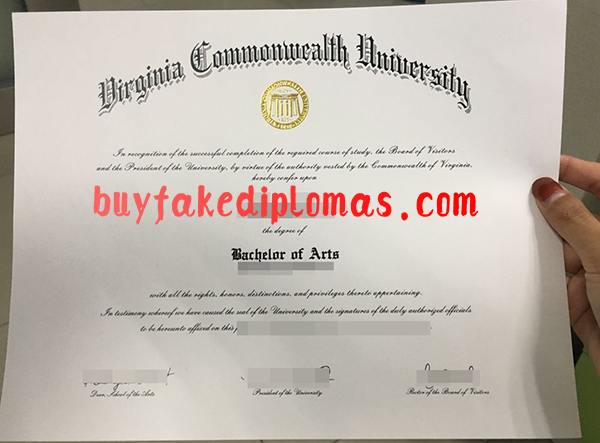 Virginia Commonwealth University
In recognition of the successful completion of the required course of study, the Board of Visitors
and the President of the University, by virtue of the authority vested by the Commonwealth of Virginia,
hereby confer upon
buyfakediplomas.com
the degree of
Bachelor of Arts
with all the rights, honors, distinctions, and privileges thereto appertaining.
In testimony whereof we have caused the seal of the University and the signatures of the duly authorized officials
to be hereunto affixed on this
Dean, School of the Arts
President of the University
Rector of the Board of Visitors